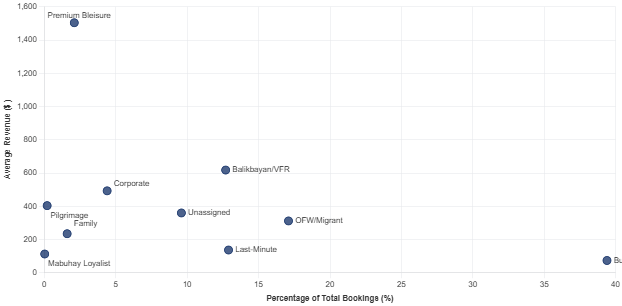 1,600
1,400
1,200
1,000
800
600
400
200
0
Average Revenue ($)
Premium Bleisure
Balikbayan/VFR
Corporate
Pilgrimage
Unassigned
OFW/Migrant
Family
Last-Minute
Mabuhay Loyalist
Bu
0 5 10 15 20 25 30 35 40
Percentage of Total Bookings (%)